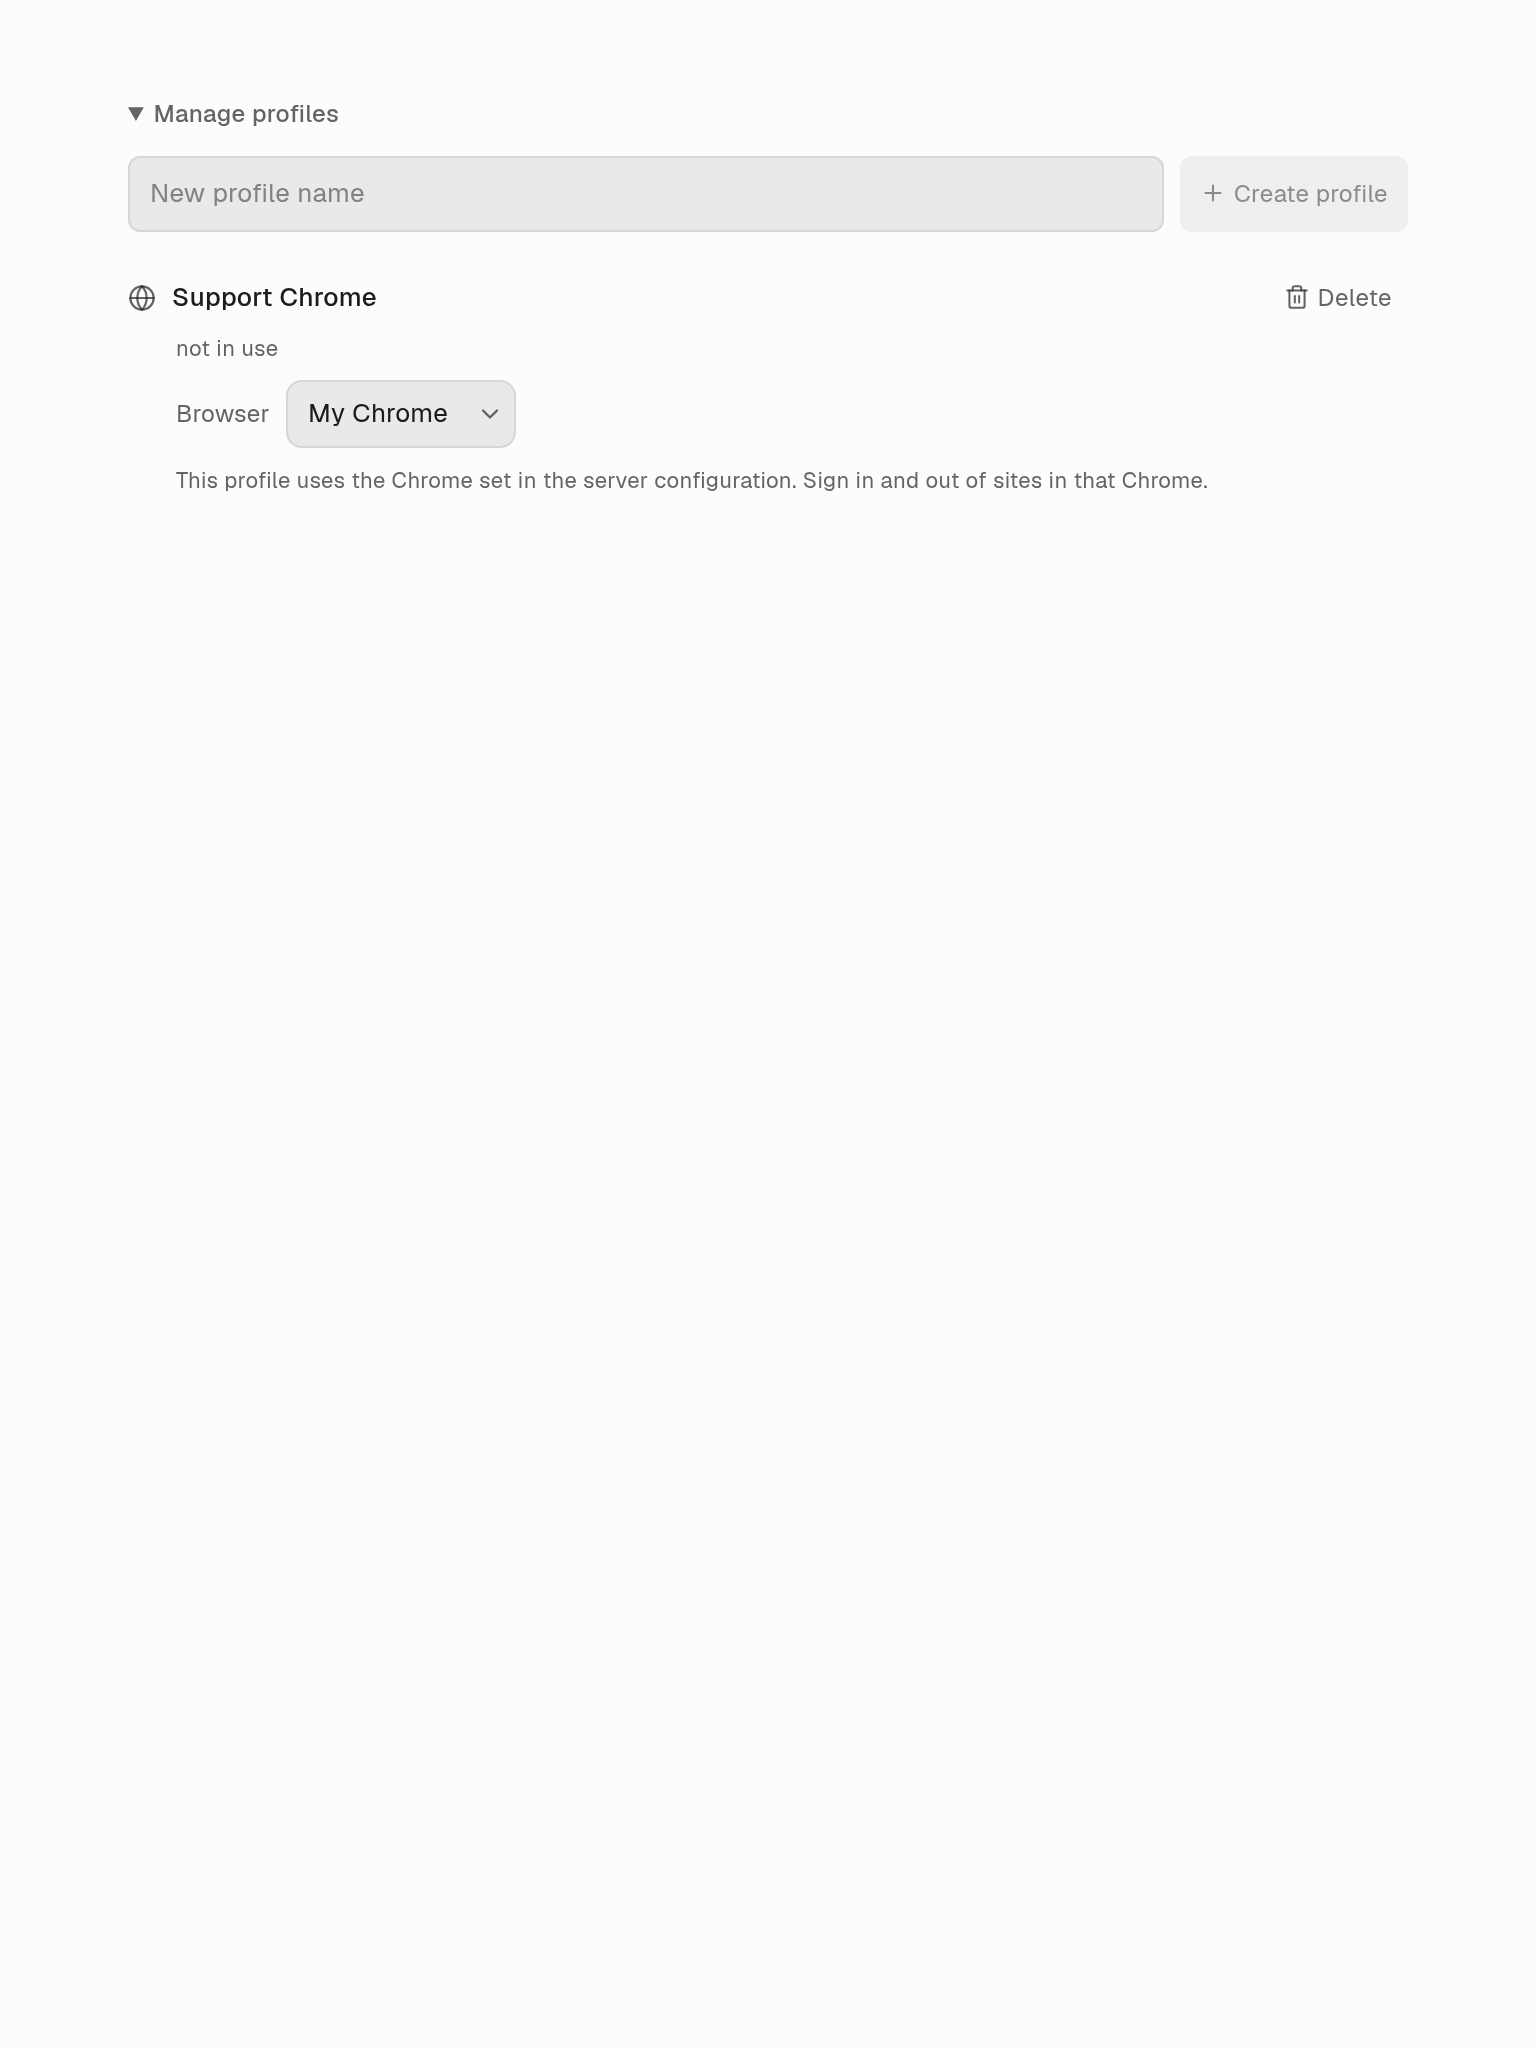 Manage profiles
New profile name
Create profile
Support Chrome
Delete
not in use
Browser
My Chrome
This profile uses the Chrome set in the server configuration. Sign in and out of sites in that Chrome.